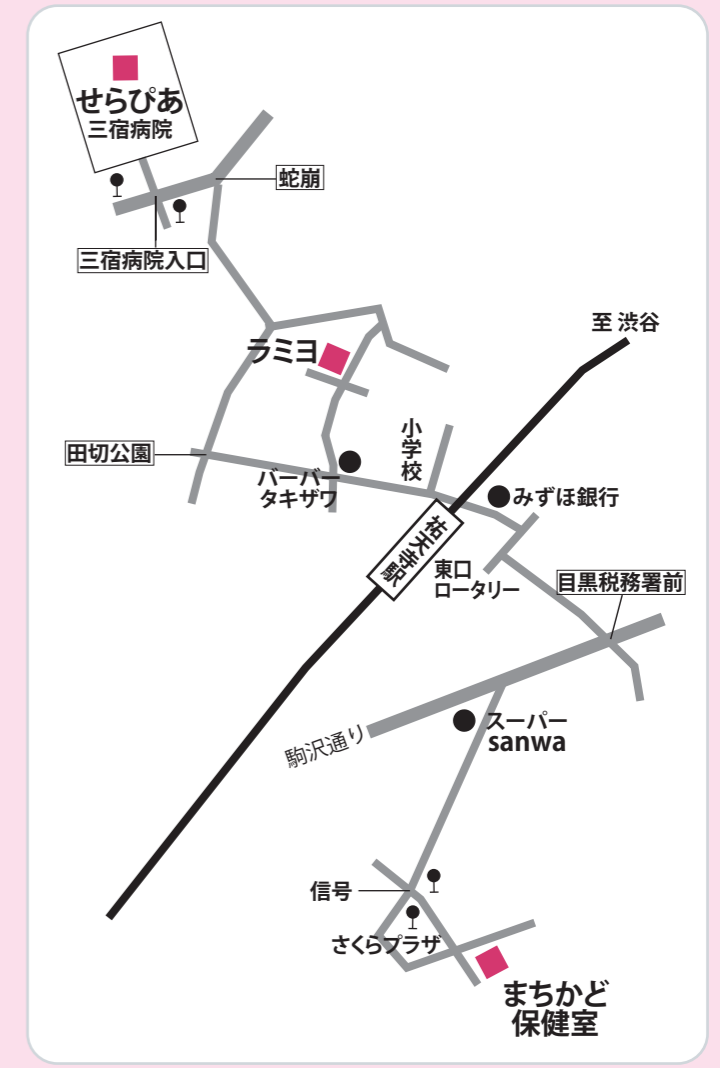 せらぴあ
三宿病院
蛇崩
三宿病院入口
至 渋谷
ラミヨ
小学校
田切公園
バーバー
タキザワ
みずほ銀行
祐天寺駅
東口
ロータリー
目黒税務署前
スーパー
sanwa
駒沢通り
信号
さくらプラザ
まちかど
保健室